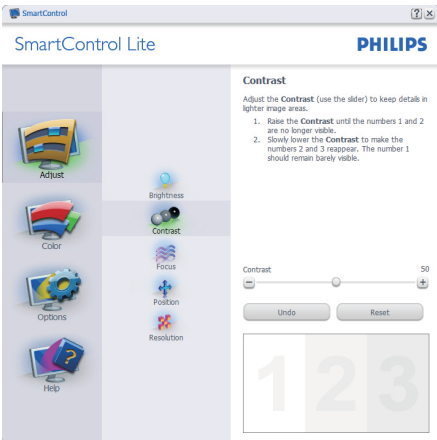 SmartControl
SmartControl Lite
PHILIPS
Adjust
Color
Options
Help
Brightness
Contrast
Focus
Position
Resolution
Contrast
Adjust the Contrast (use the slider) to keep details in
lighter image areas.
1. Raise the Contrast until the numbers 1 and 2
are no longer visible.
2. Slowly lower the Contrast to make the
numbers 2 and 3 reappear. The number 1
should remain barely visible.
Contrast 50
Undo Reset
1 2 3